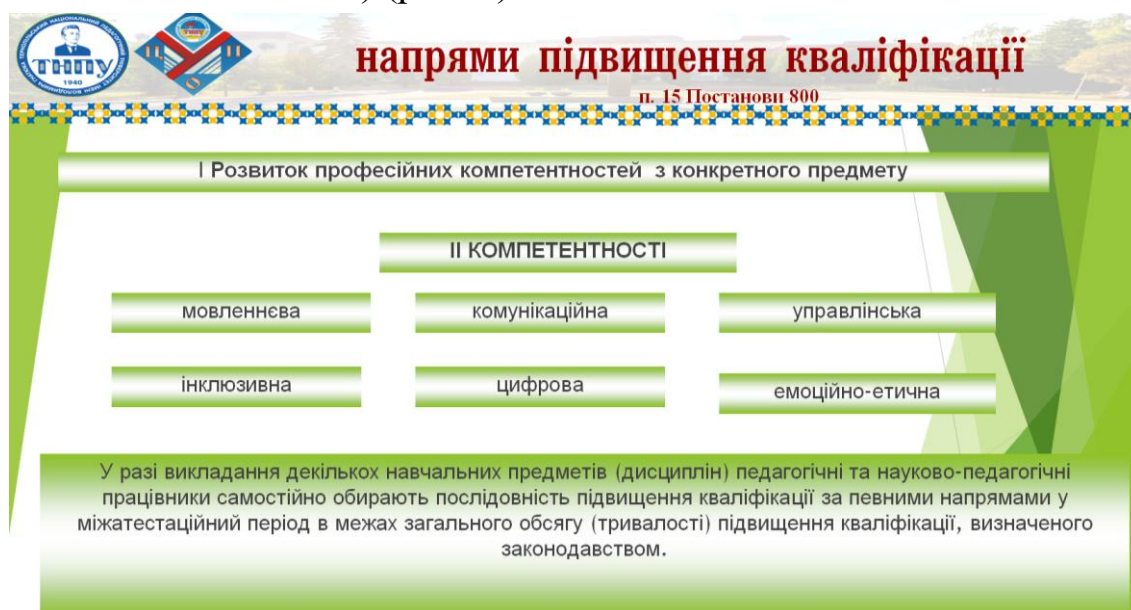 напрями підвищення кваліфікації
п. 15 Постанови 800
ТНПУ
1940
І Розвиток професійних компетентностей з конкретного предмету
ІІ КОМПЕТЕНТНОСТІ
мовленнєва
комунікаційна
управлінська
інклюзивна
цифрова
емоційно-етична
У разі викладання декількох навчальних предметів (дисциплін) педагогічні та науково-педагогічні
працівники самостійно обирають послідовність підвищення кваліфікації за певними напрямами у
міжатестаційний період в межах загального обсягу (тривалості) підвищення кваліфікації, визначеного
законодавством.